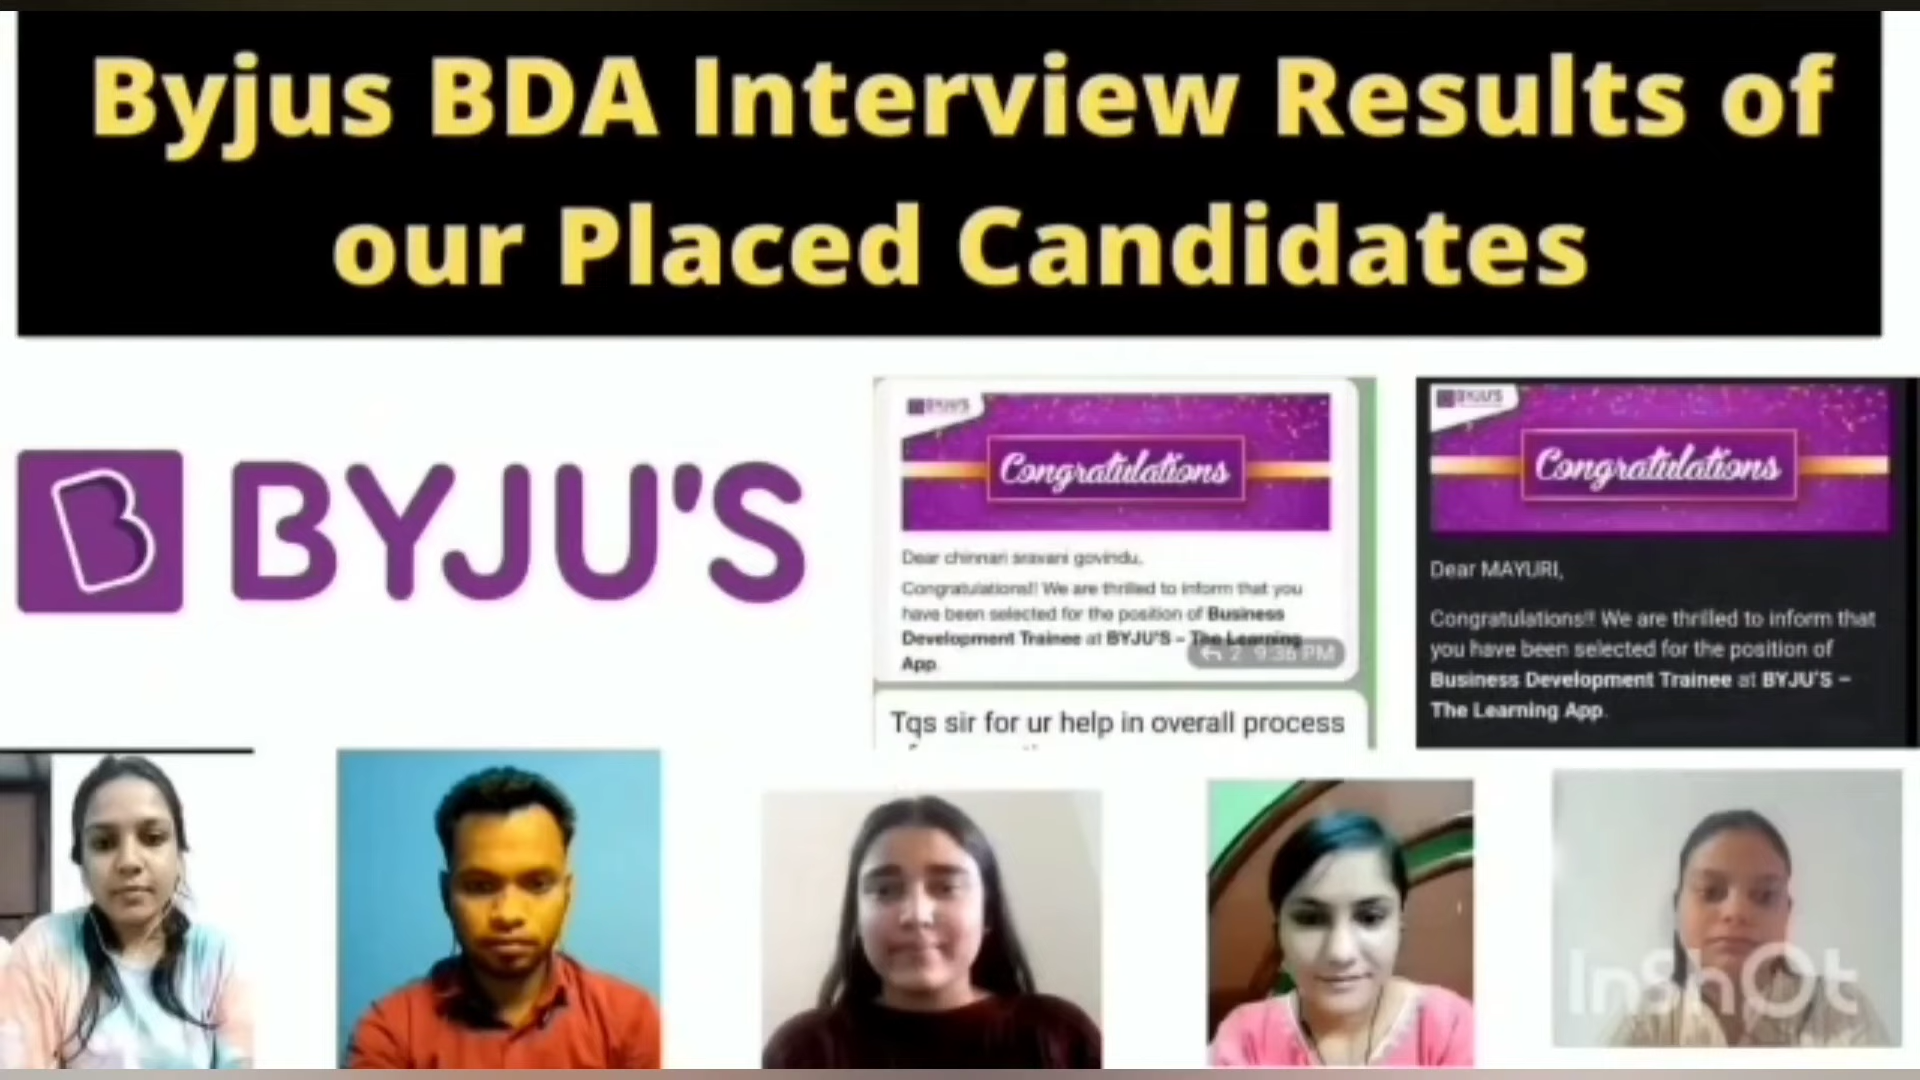 Byjus BDA Interview Results of
our Placed Candidates
BYJU'S
BYJU'S
Congratulations
Dear chinnari sravani govindu,
Congratulations!! We are thrilled to inform that you
have been selected for the position of Business
Development Trainee at BYJU'S – The Learning
App.
2 9:36 PM
Tqs sir for ur help in overall process
BYJU'S
Congratulations
Dear MAYURI,
Congratulations!! We are thrilled to inform that
you have been selected for the position of
Business Development Trainee at BYJU'S –
The Learning App.
InShOt